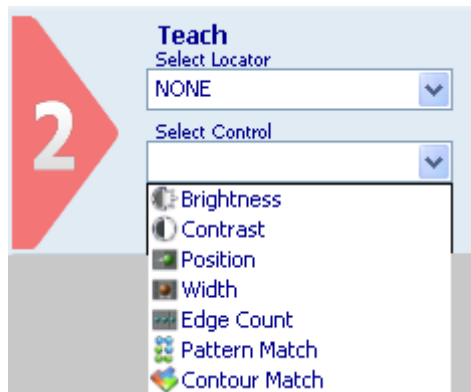 2
Teach
Select Locator
NONE
Select Control
Brightness
Contrast
Position
Width
Edge Count
Pattern Match
Contour Match